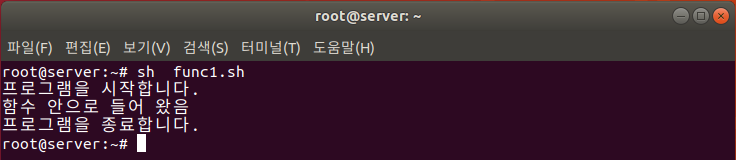 root@server: ~
파일(F) 편집(E) 보기(V) 검색(S) 터미널(T) 도움말(H)
root@server:~# sh  func1.sh
프로그램을 시작합니다.
함수 안으로 들어 왔음
프로그램을 종료합니다.
root@server:~#